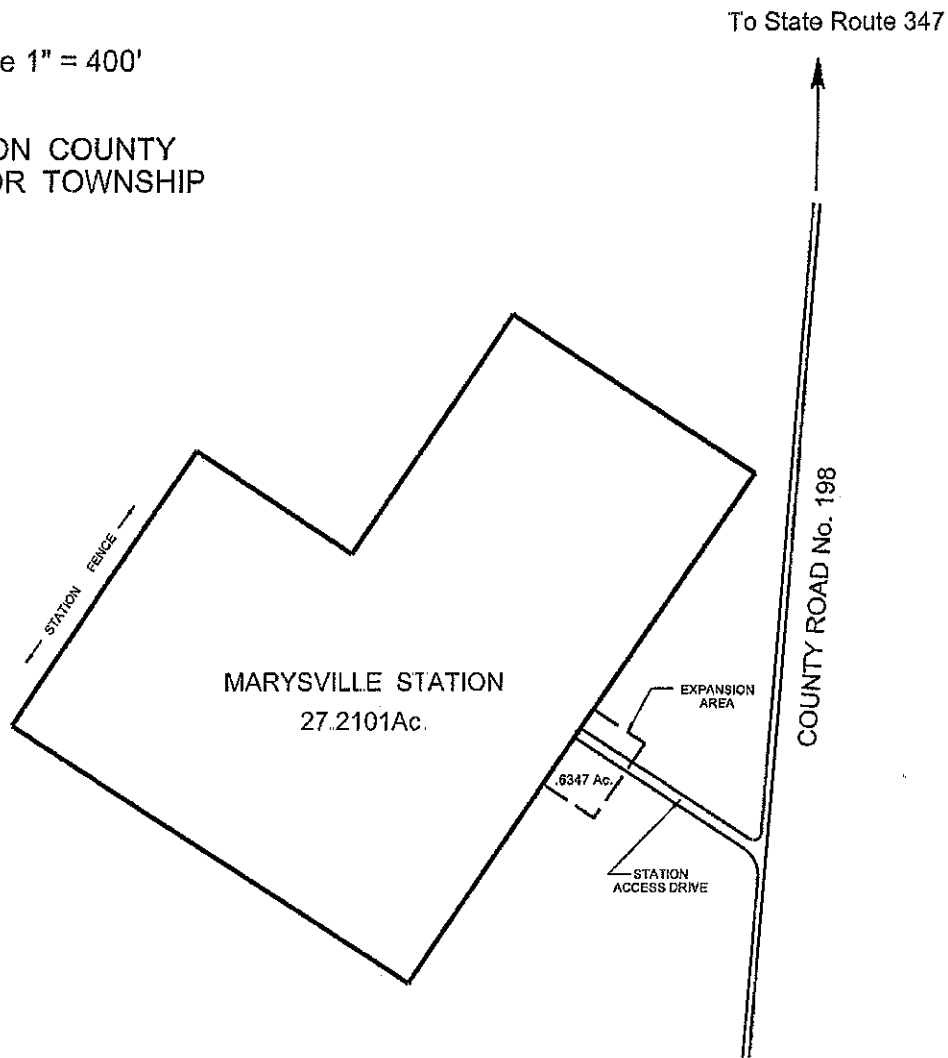 To State Route 347
e 1" = 400'
ON COUNTY
OR TOWNSHIP
STATION FENCE
COUNTY ROAD No. 198
MARYSVILLE STATION
27.2101Ac.
EXPANSION
AREA
.6347 Ac.
STATION
ACCESS DRIVE